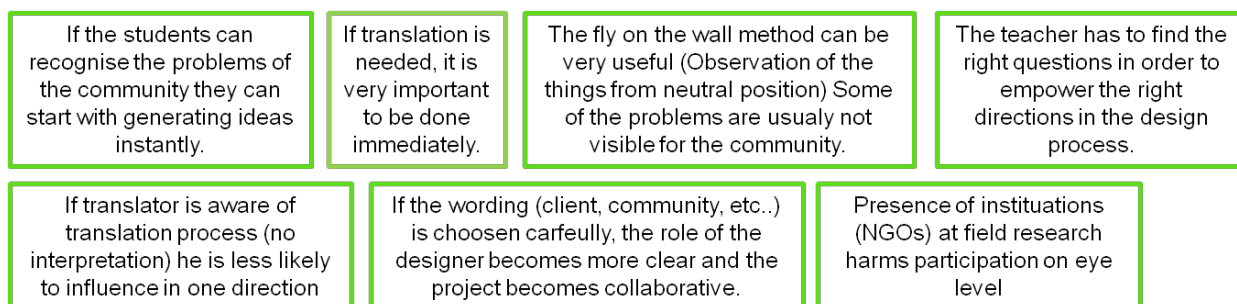 If the students can
recognise the problems of
the community they can
start with generating ideas
instantly.
If translation is
needed, it is
very important
to be done
immediately.
The fly on the wall method can be
very useful (Observation of the
things from neutral position) Some
of the problems are usualy not
visible for the community.
The teacher has to find the
right questions in order to
empower the right
directions in the design
process.
If translator is aware of
translation process (no
interpretation) he is less likely
to influence in one direction
If the wording (client, community, etc..)
is choosen carfeully, the role of the
designer becomes more clear and the
project becomes collaborative.
Presence of instituations
(NGOs) at field research
harms participation on eye
level